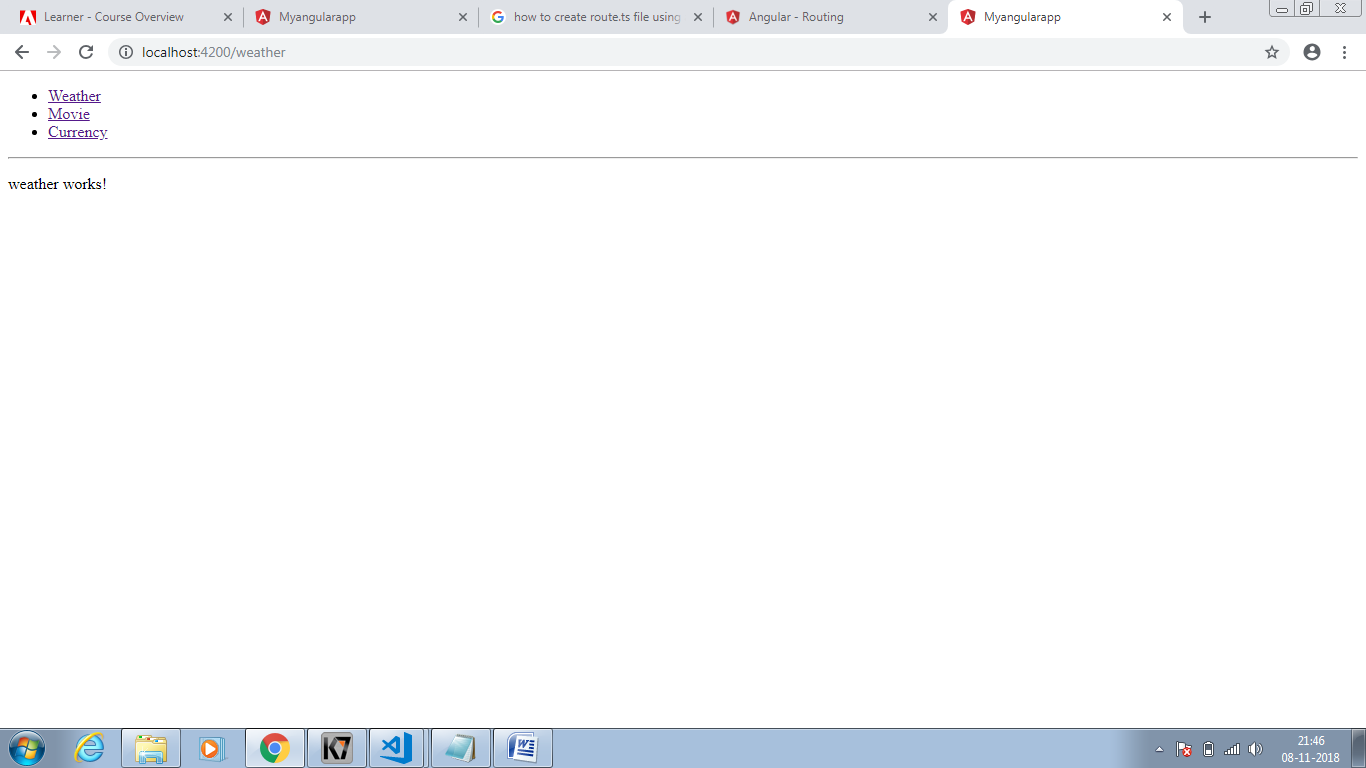 Learner - Course Overview
Myangularapp
how to create route.ts file using
Angular - Routing
Myangularapp
localhost:4200/weather
Weather
Movie
Currency
weather works!
K7
W
21:46
08-11-2018